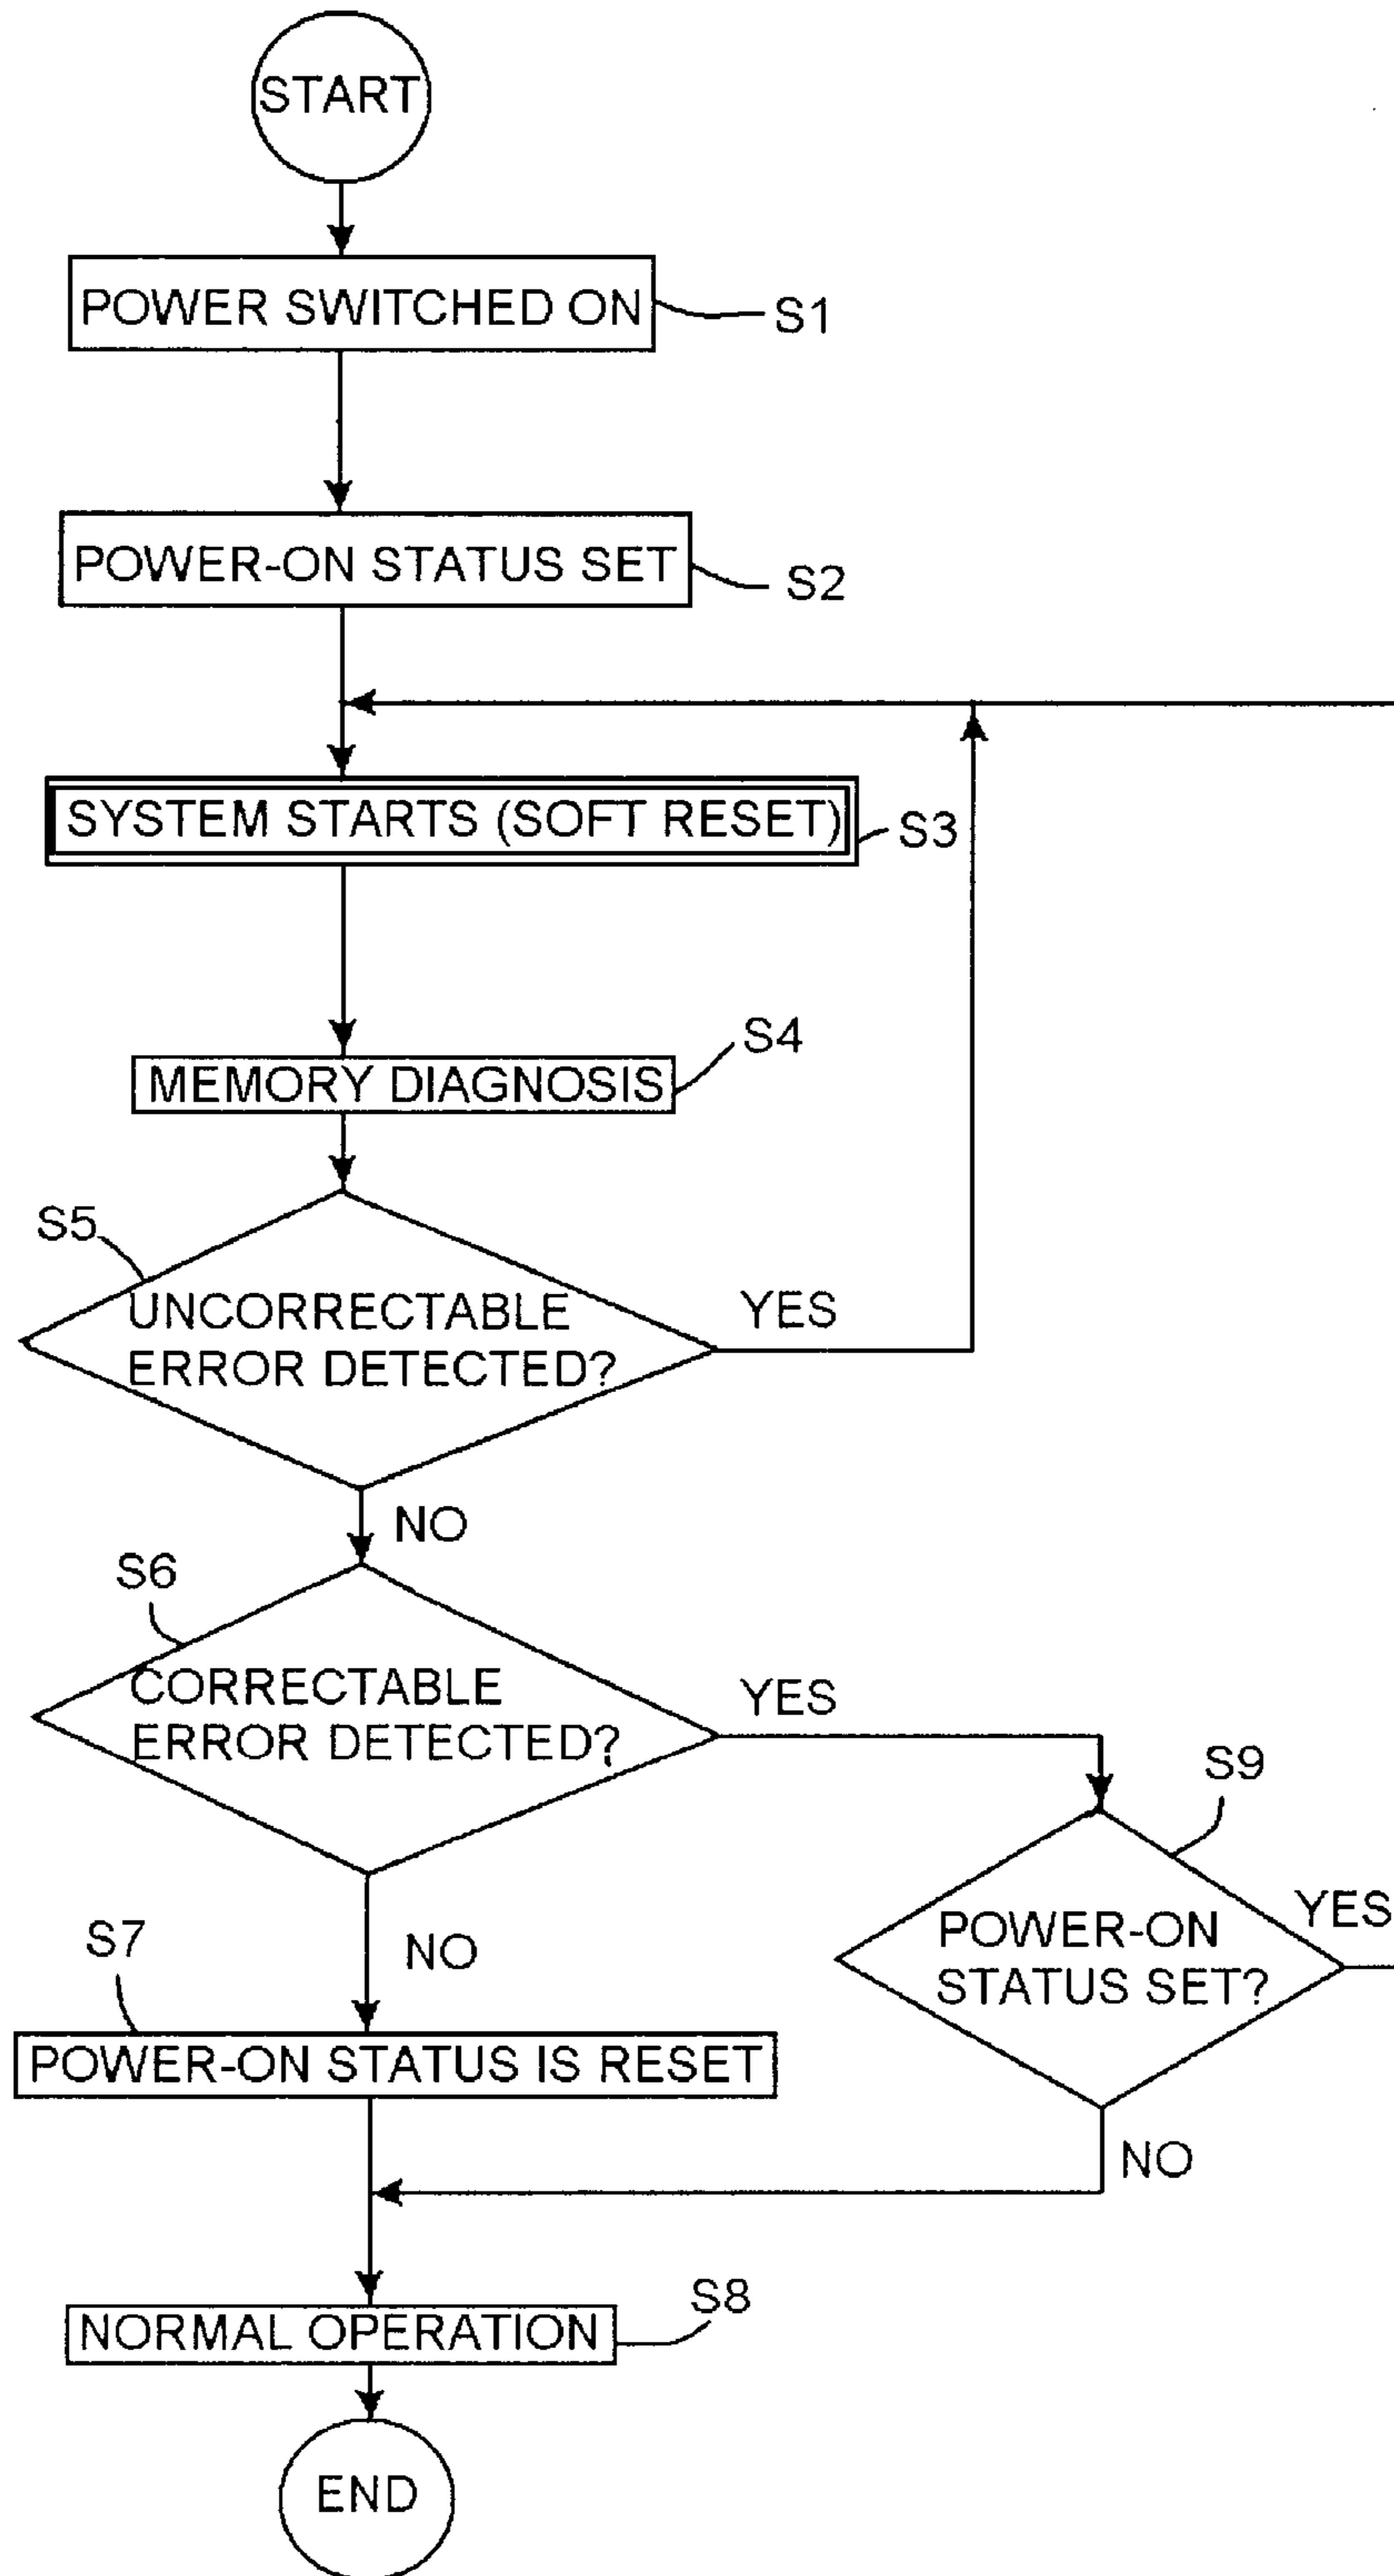 START
POWER SWITCHED ON
S1
POWER-ON STATUS SET
S2
SYSTEM STARTS (SOFT RESET)
S3
S4
MEMORY DIAGNOSIS
S5
UNCORRECTABLE
ERROR DETECTED?
YES
NO
S6
CORRECTABLE
ERROR DETECTED?
YES
S9
POWER-ON
STATUS SET?
YES
NO
S7
POWER-ON STATUS IS RESET
NO
S8
NORMAL OPERATION
END